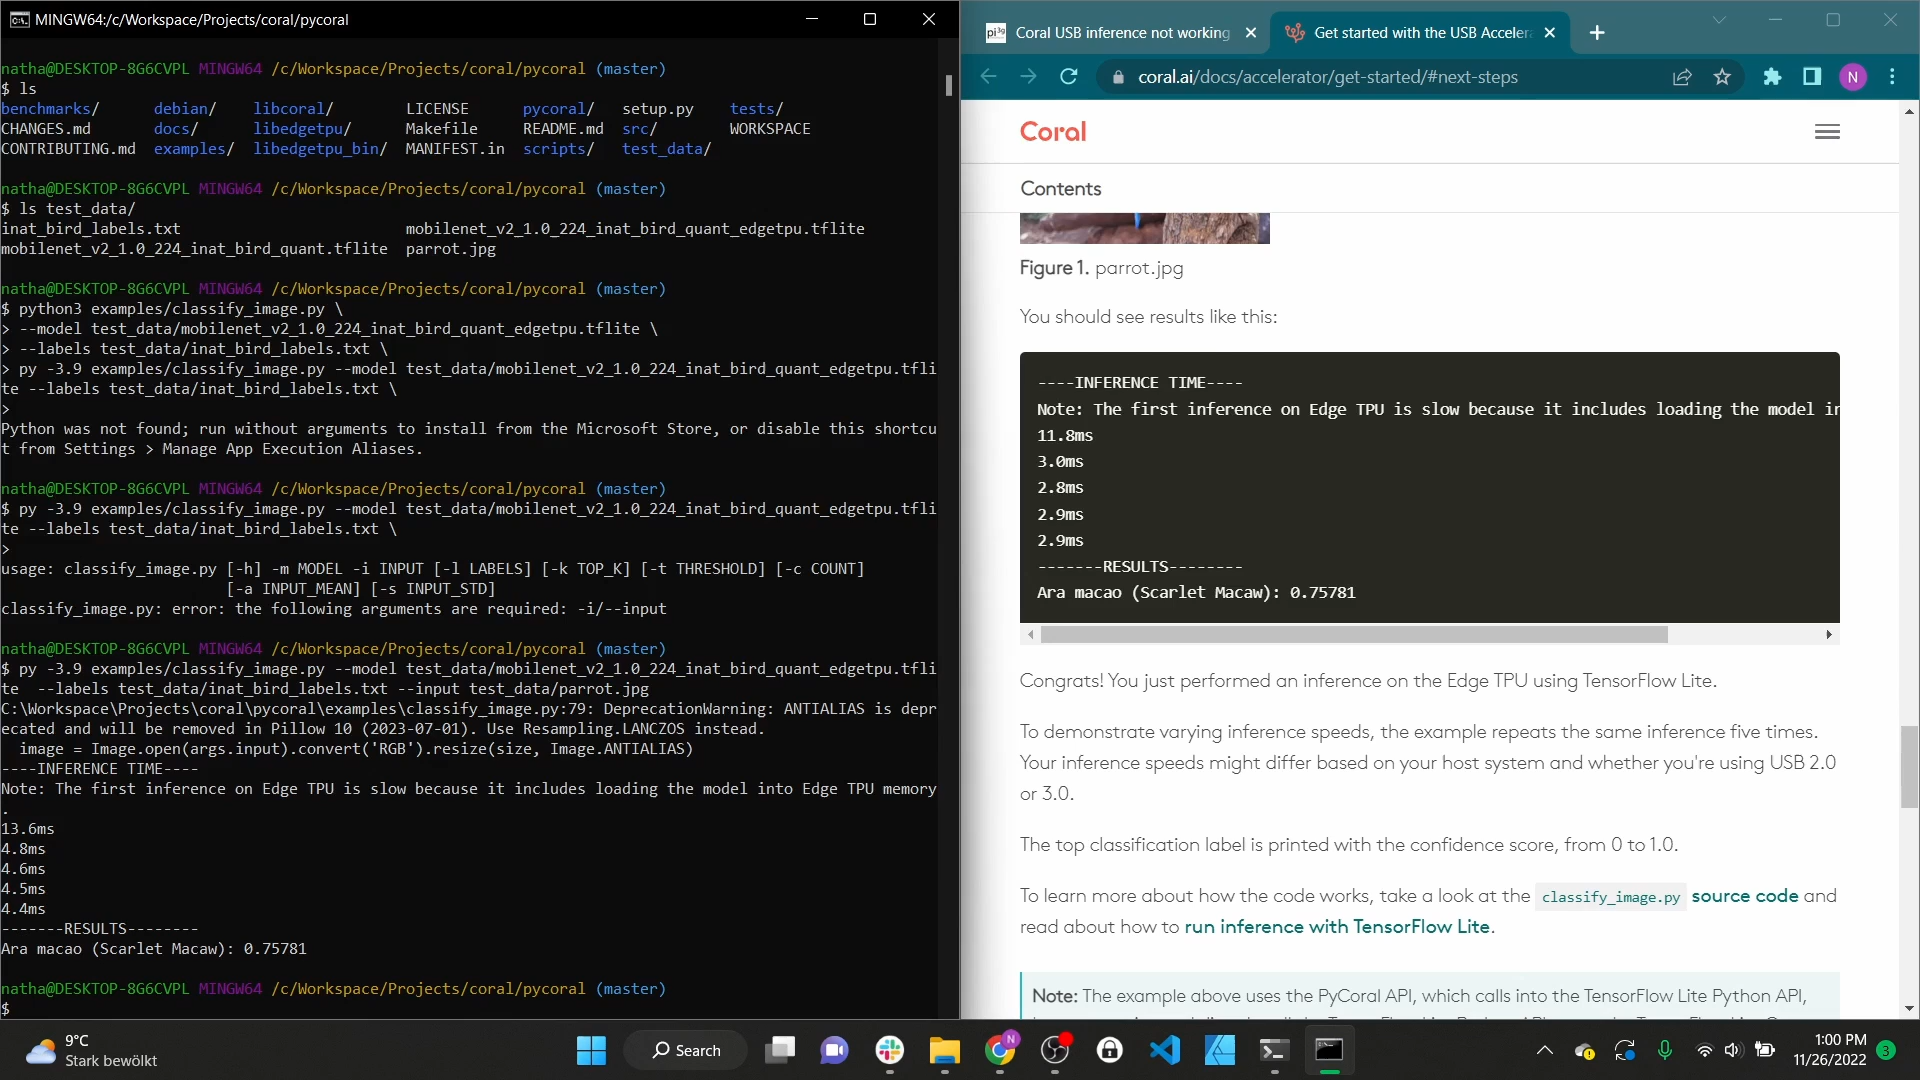 MINGW64:/c/Workspace/Projects/coral/pycoral
natha@DESKTOP-8G6CVPL MINGW64 /c/Workspace/Projects/coral/pycoral (master)
$ ls
benchmarks/ debian/ libcoral/ LICENSE pycoral/ setup.py tests/
CHANGES.md docs/ libedgetpu/ Makefile README.md src/ WORKSPACE
CONTRIBUTING.md examples/ libedgetpu_bin/ MANIFEST.in scripts/ test_data/
natha@DESKTOP-8G6CVPL MINGW64 /c/Workspace/Projects/coral/pycoral (master)
$ ls test_data/
inat_bird_labels.txt mobilenet_v2_1.0_224_inat_bird_quant_edgetpu.tflite
mobilenet_v2_1.0_224_inat_bird_quant.tflite parrot.jpg
natha@DESKTOP-8G6CVPL MINGW64 /c/Workspace/Projects/coral/pycoral (master)
$ python3 examples/classify_image.py \
> --model test_data/mobilenet_v2_1.0_224_inat_bird_quant_edgetpu.tflite \
> --labels test_data/inat_bird_labels.txt \
> py -3.9 examples/classify_image.py --model test_data/mobilenet_v2_1.0_224_inat_bird_quant_edgetpu.tfli
te --labels test_data/inat_bird_labels.txt \
>
Python was not found; run without arguments to install from the Microsoft Store, or disable this shortcu
t from Settings > Manage App Execution Aliases.
natha@DESKTOP-8G6CVPL MINGW64 /c/Workspace/Projects/coral/pycoral (master)
$ py -3.9 examples/classify_image.py --model test_data/mobilenet_v2_1.0_224_inat_bird_quant_edgetpu.tfli
te --labels test_data/inat_bird_labels.txt \
>
usage: classify_image.py [-h] -m MODEL -i INPUT [-l LABELS] [-k TOP_K] [-t THRESHOLD] [-c COUNT]
[-a INPUT_MEAN] [-s INPUT_STD]
classify_image.py: error: the following arguments are required: -i/--input
natha@DESKTOP-8G6CVPL MINGW64 /c/Workspace/Projects/coral/pycoral (master)
$ py -3.9 examples/classify_image.py --model test_data/mobilenet_v2_1.0_224_inat_bird_quant_edgetpu.tfli
te --labels test_data/inat_bird_labels.txt --input test_data/parrot.jpg
C:\Workspace\Projects\coral\pycoral\examples\classify_image.py:79: DeprecationWarning: ANTIALIAS is depr
ecated and will be removed in Pillow 10 (2023-07-01). Use Resampling.LANCZOS instead.
image = Image.open(args.input).convert('RGB').resize(size, Image.ANTIALIAS)
----INFERENCE TIME----
Note: The first inference on Edge TPU is slow because it includes loading the model into Edge TPU memory
.
13.6ms
4.8ms
4.6ms
4.5ms
4.4ms
-------RESULTS--------
Ara macao (Scarlet Macaw): 0.75781
natha@DESKTOP-8G6CVPL MINGW64 /c/Workspace/Projects/coral/pycoral (master)
$
pi3g
Coral USB inference not working
Get started with the USB Acceler
coral.ai/docs/accelerator/get-started/#next-steps
N
Coral
Contents
Figure 1. parrot.jpg
You should see results like this:
----INFERENCE TIME----
Note: The first inference on Edge TPU is slow because it includes loading the model in
11.8ms
3.0ms
2.8ms
2.9ms
2.9ms
-------RESULTS--------
Ara macao (Scarlet Macaw): 0.75781
Congrats! You just performed an inference on the Edge TPU using TensorFlow Lite.
To demonstrate varying inference speeds, the example repeats the same inference five times.
Your inference speeds might differ based on your host system and whether you're using USB 2.0
or 3.0.
The top classification label is printed with the confidence score, from 0 to 1.0.
To learn more about how the code works, take a look at the classify_image.py source code and
read about how to run inference with TensorFlow Lite.
Note: The example above uses the PyCoral API, which calls into the TensorFlow Lite Python API,
9°C
Stark bewölkt
Search
N
1:00 PM
11/26/2022
3